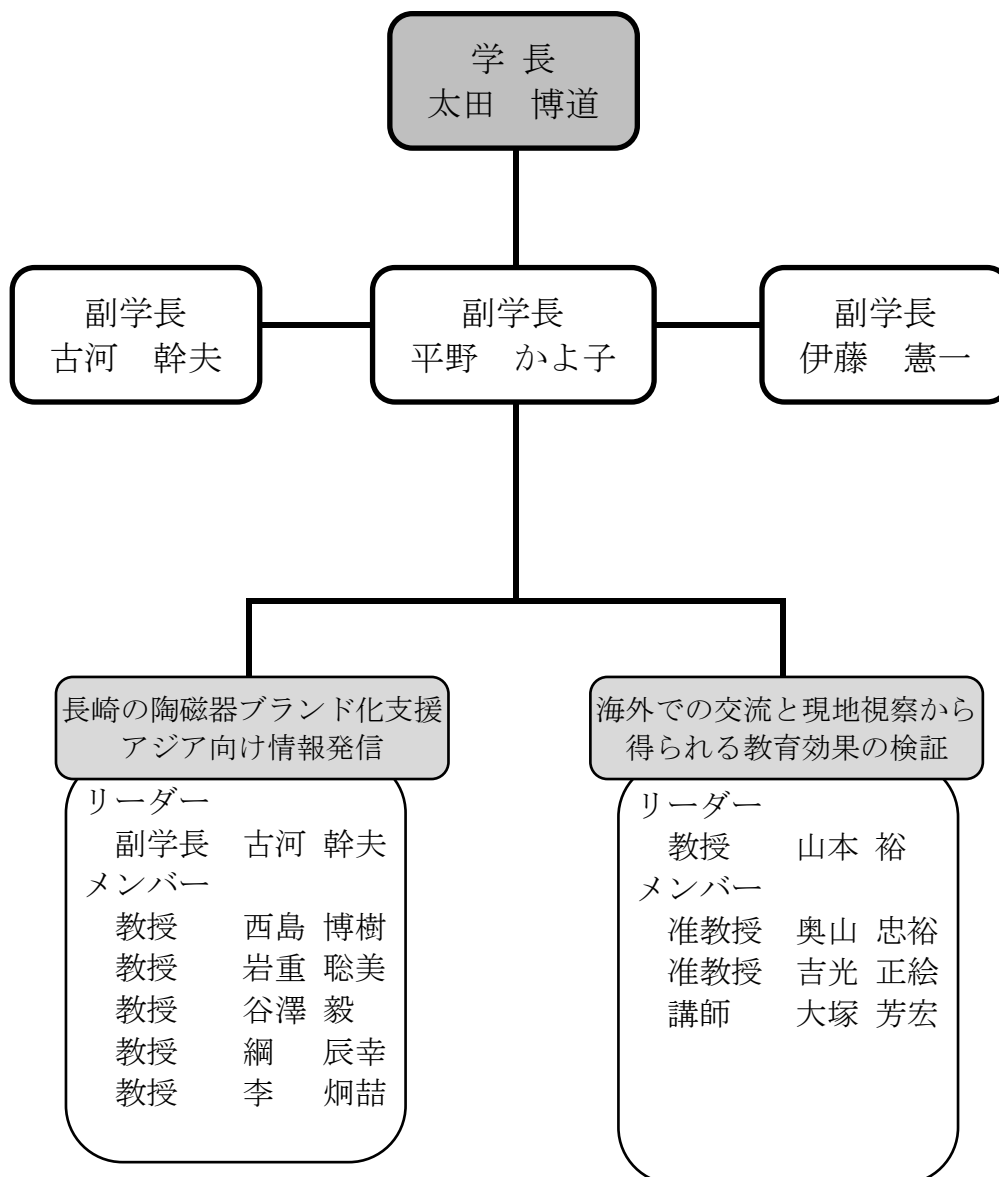 学 長
太田　博道
副学長
古河　幹夫
副学長
平野　かよ子
副学長
伊藤　憲一
長崎の陶磁器ブランド化支援
アジア向け情報発信
リーダー
副学長　古河 幹夫
メンバー
教授　西島 博樹
教授　岩重 聡美
教授　谷澤 毅
教授　綱　辰幸
教授　李　炯喆
海外での交流と現地視察から
得られる教育効果の検証
リーダー
教授　山本 裕
メンバー
准教授　奥山 忠裕
准教授　吉光 正絵
講師　大塚 芳宏